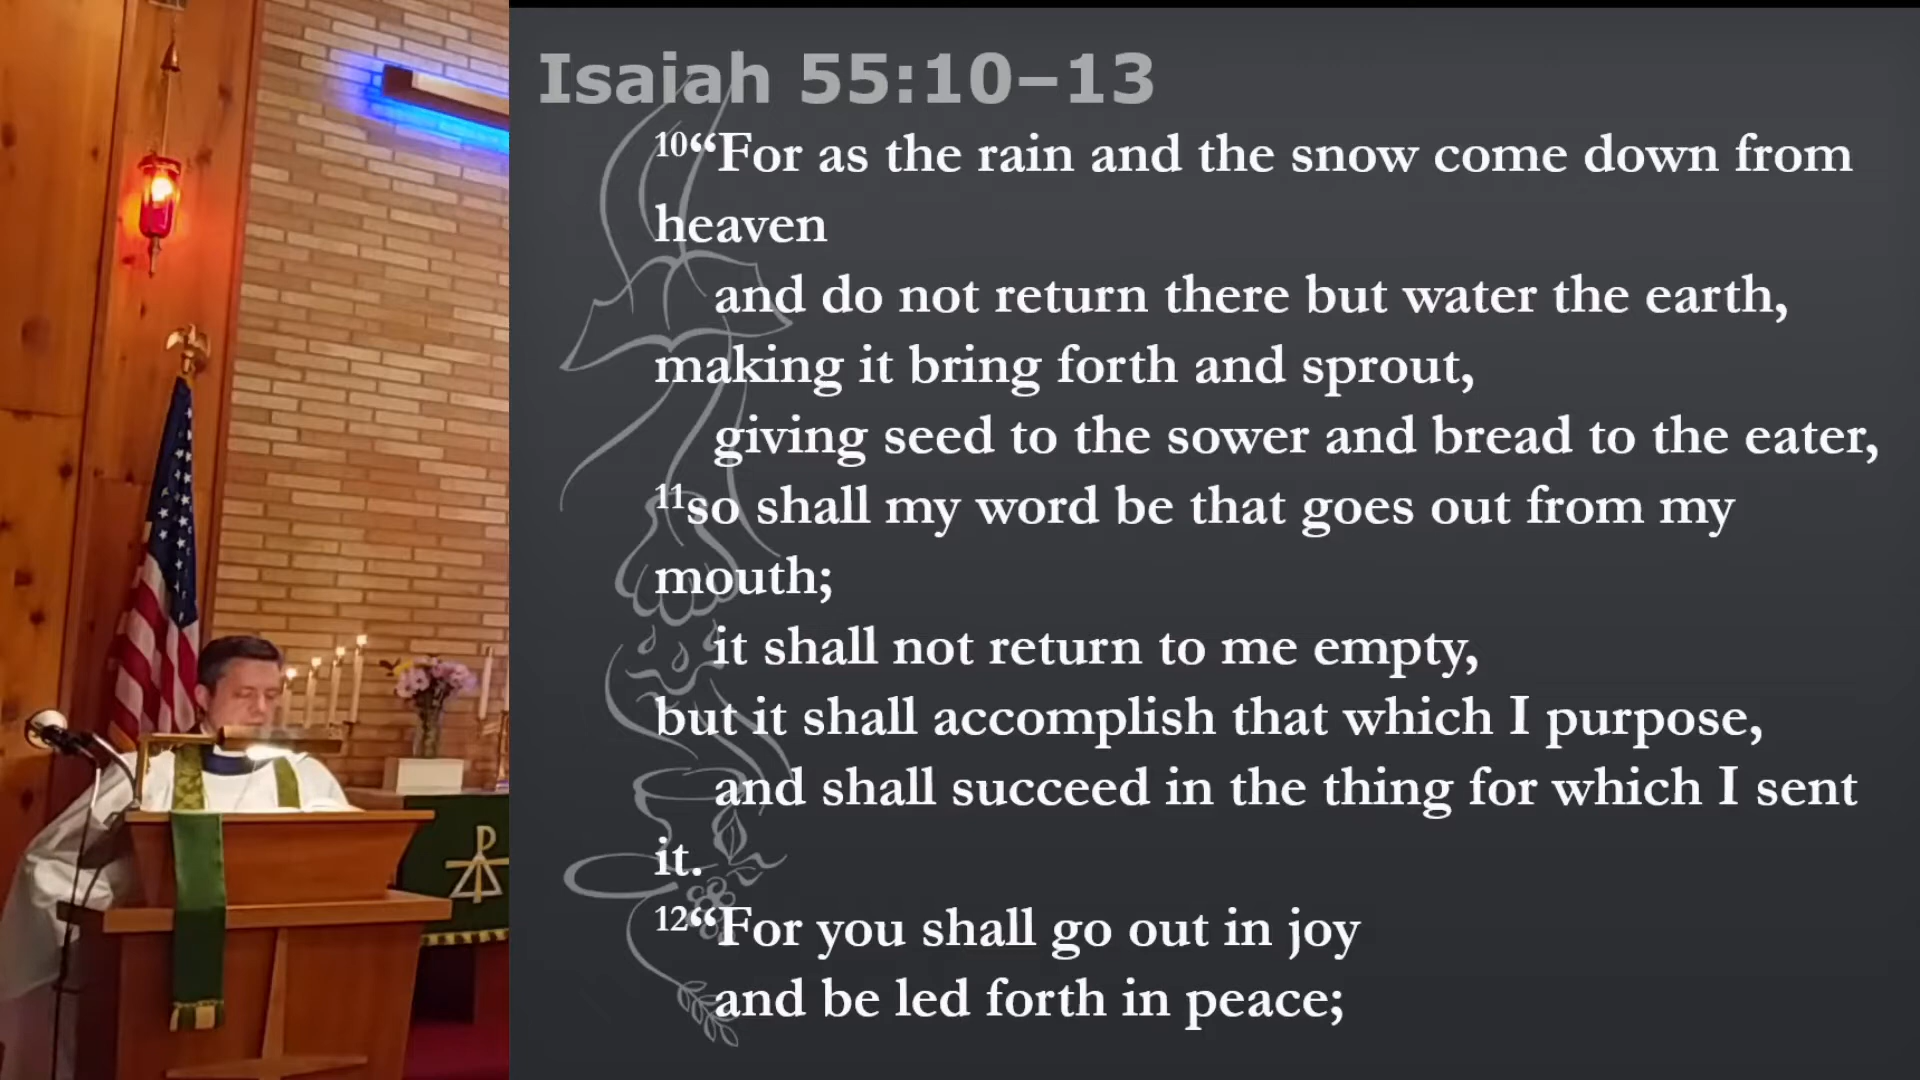 Isaiah 55:10–13
10“For as the rain and the snow come down from
heaven
and do not return there but water the earth,
making it bring forth and sprout,
giving seed to the sower and bread to the eater,
11so shall my word be that goes out from my
mouth;
it shall not return to me empty,
but it shall accomplish that which I purpose,
and shall succeed in the thing for which I sent
it.
12“For you shall go out in joy
and be led forth in peace;